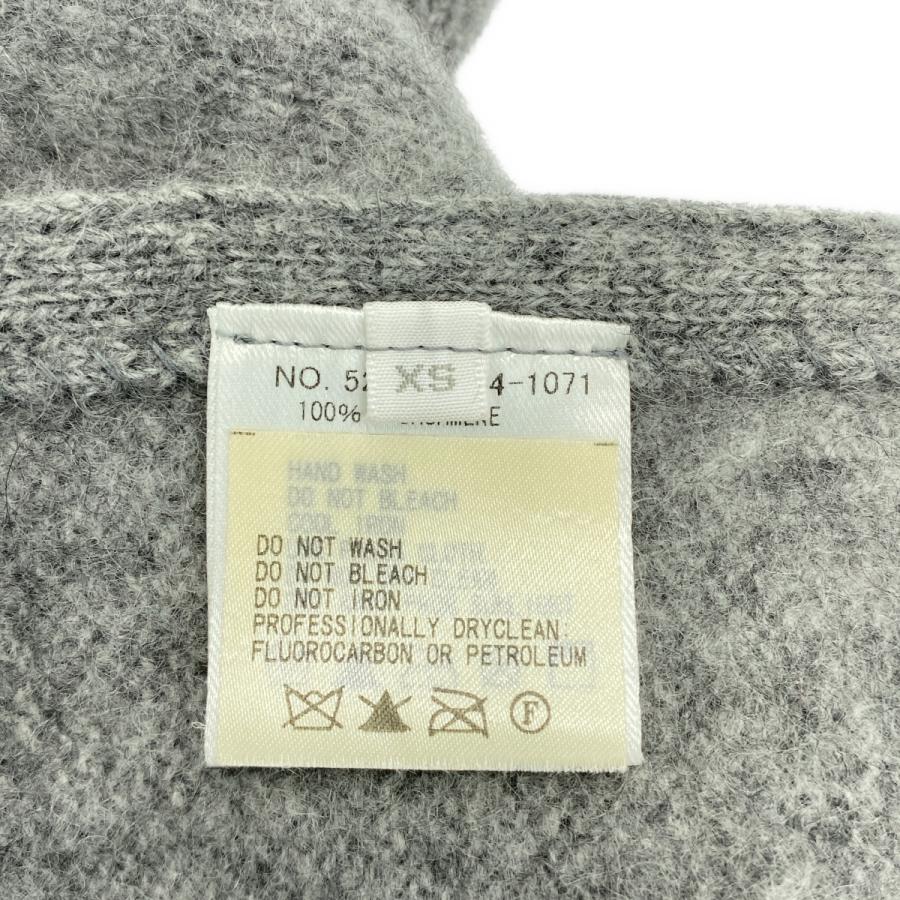 XS
NO. 52 4-1071
100% CASHMERE
HAND WASH
DO NOT BLEACH
COOL IRON
DO NOT WASH
DO NOT BLEACH
DO NOT IRON
PROFESSIONALLY DRYCLEAN:
FLUOROCARBON OR PETROLEUM
F